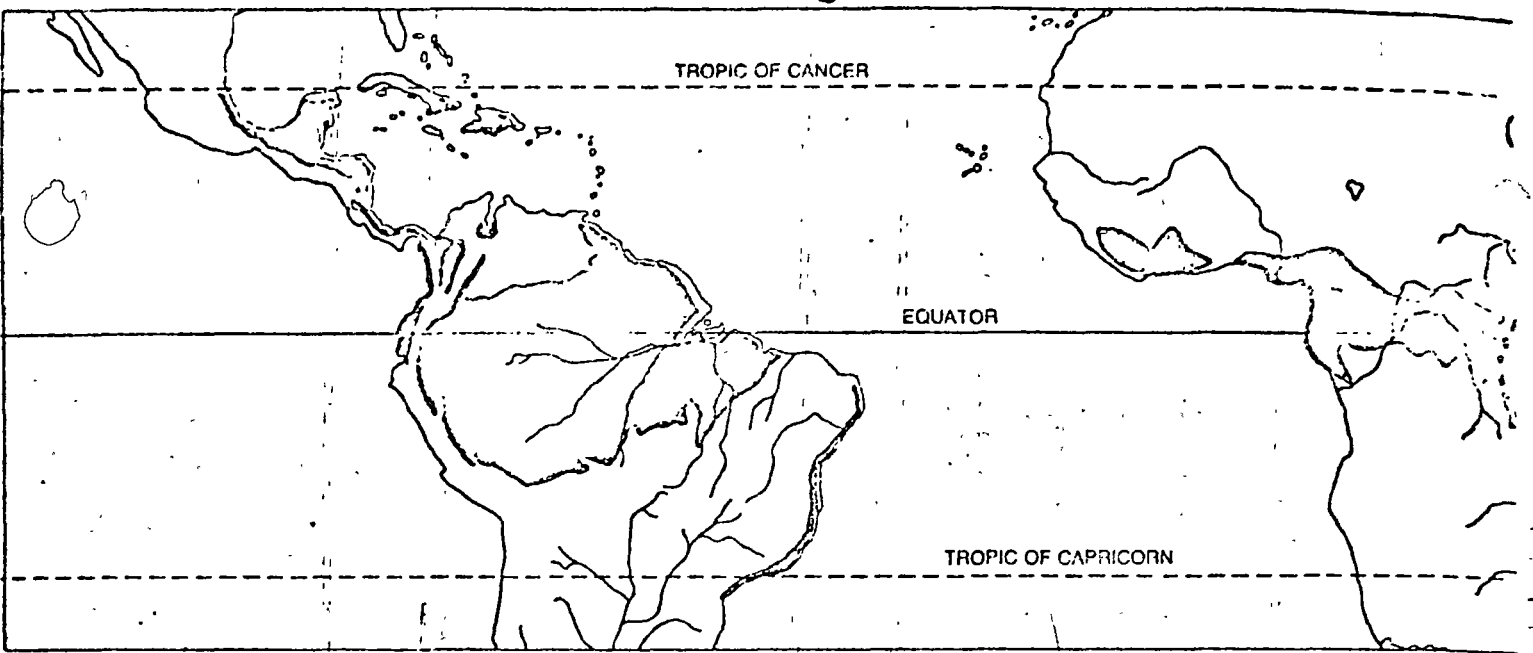 TROPIC OF CANCER
?
EQUATOR
TROPIC OF CAPRICORN